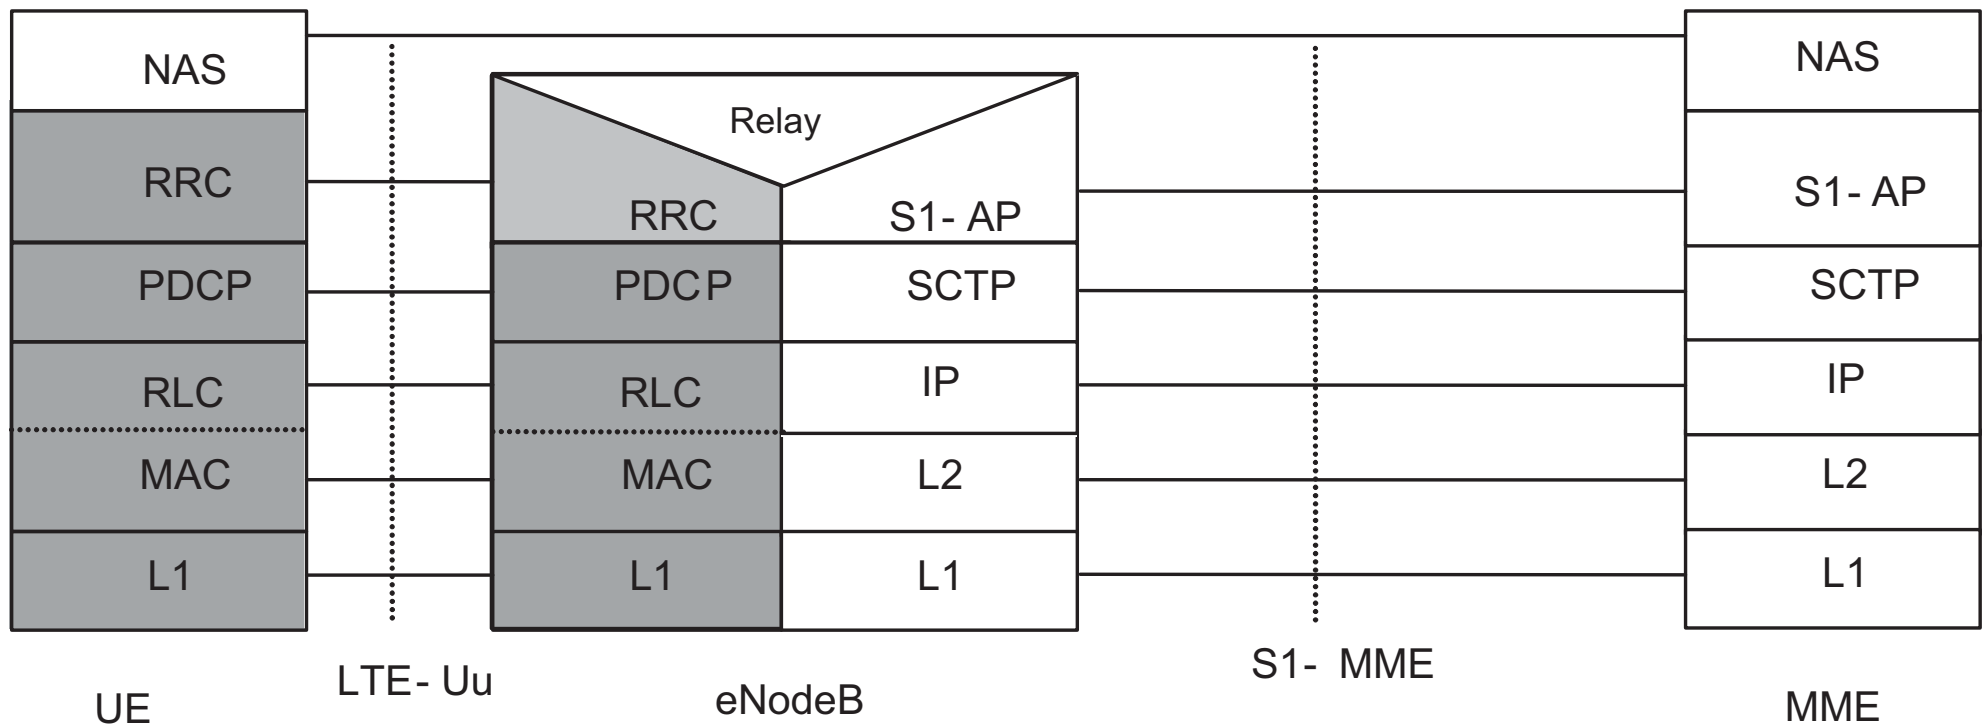 NAS
RRC
PDCP
RLC
MAC
L1
UE
LTE- Uu
Relay
RRC
PDCP
RLC
MAC
L1
S1- AP
SCTP
IP
L2
L1
eNodeB
S1- MME
NAS
S1- AP
SCTP
IP
L2
L1
MME